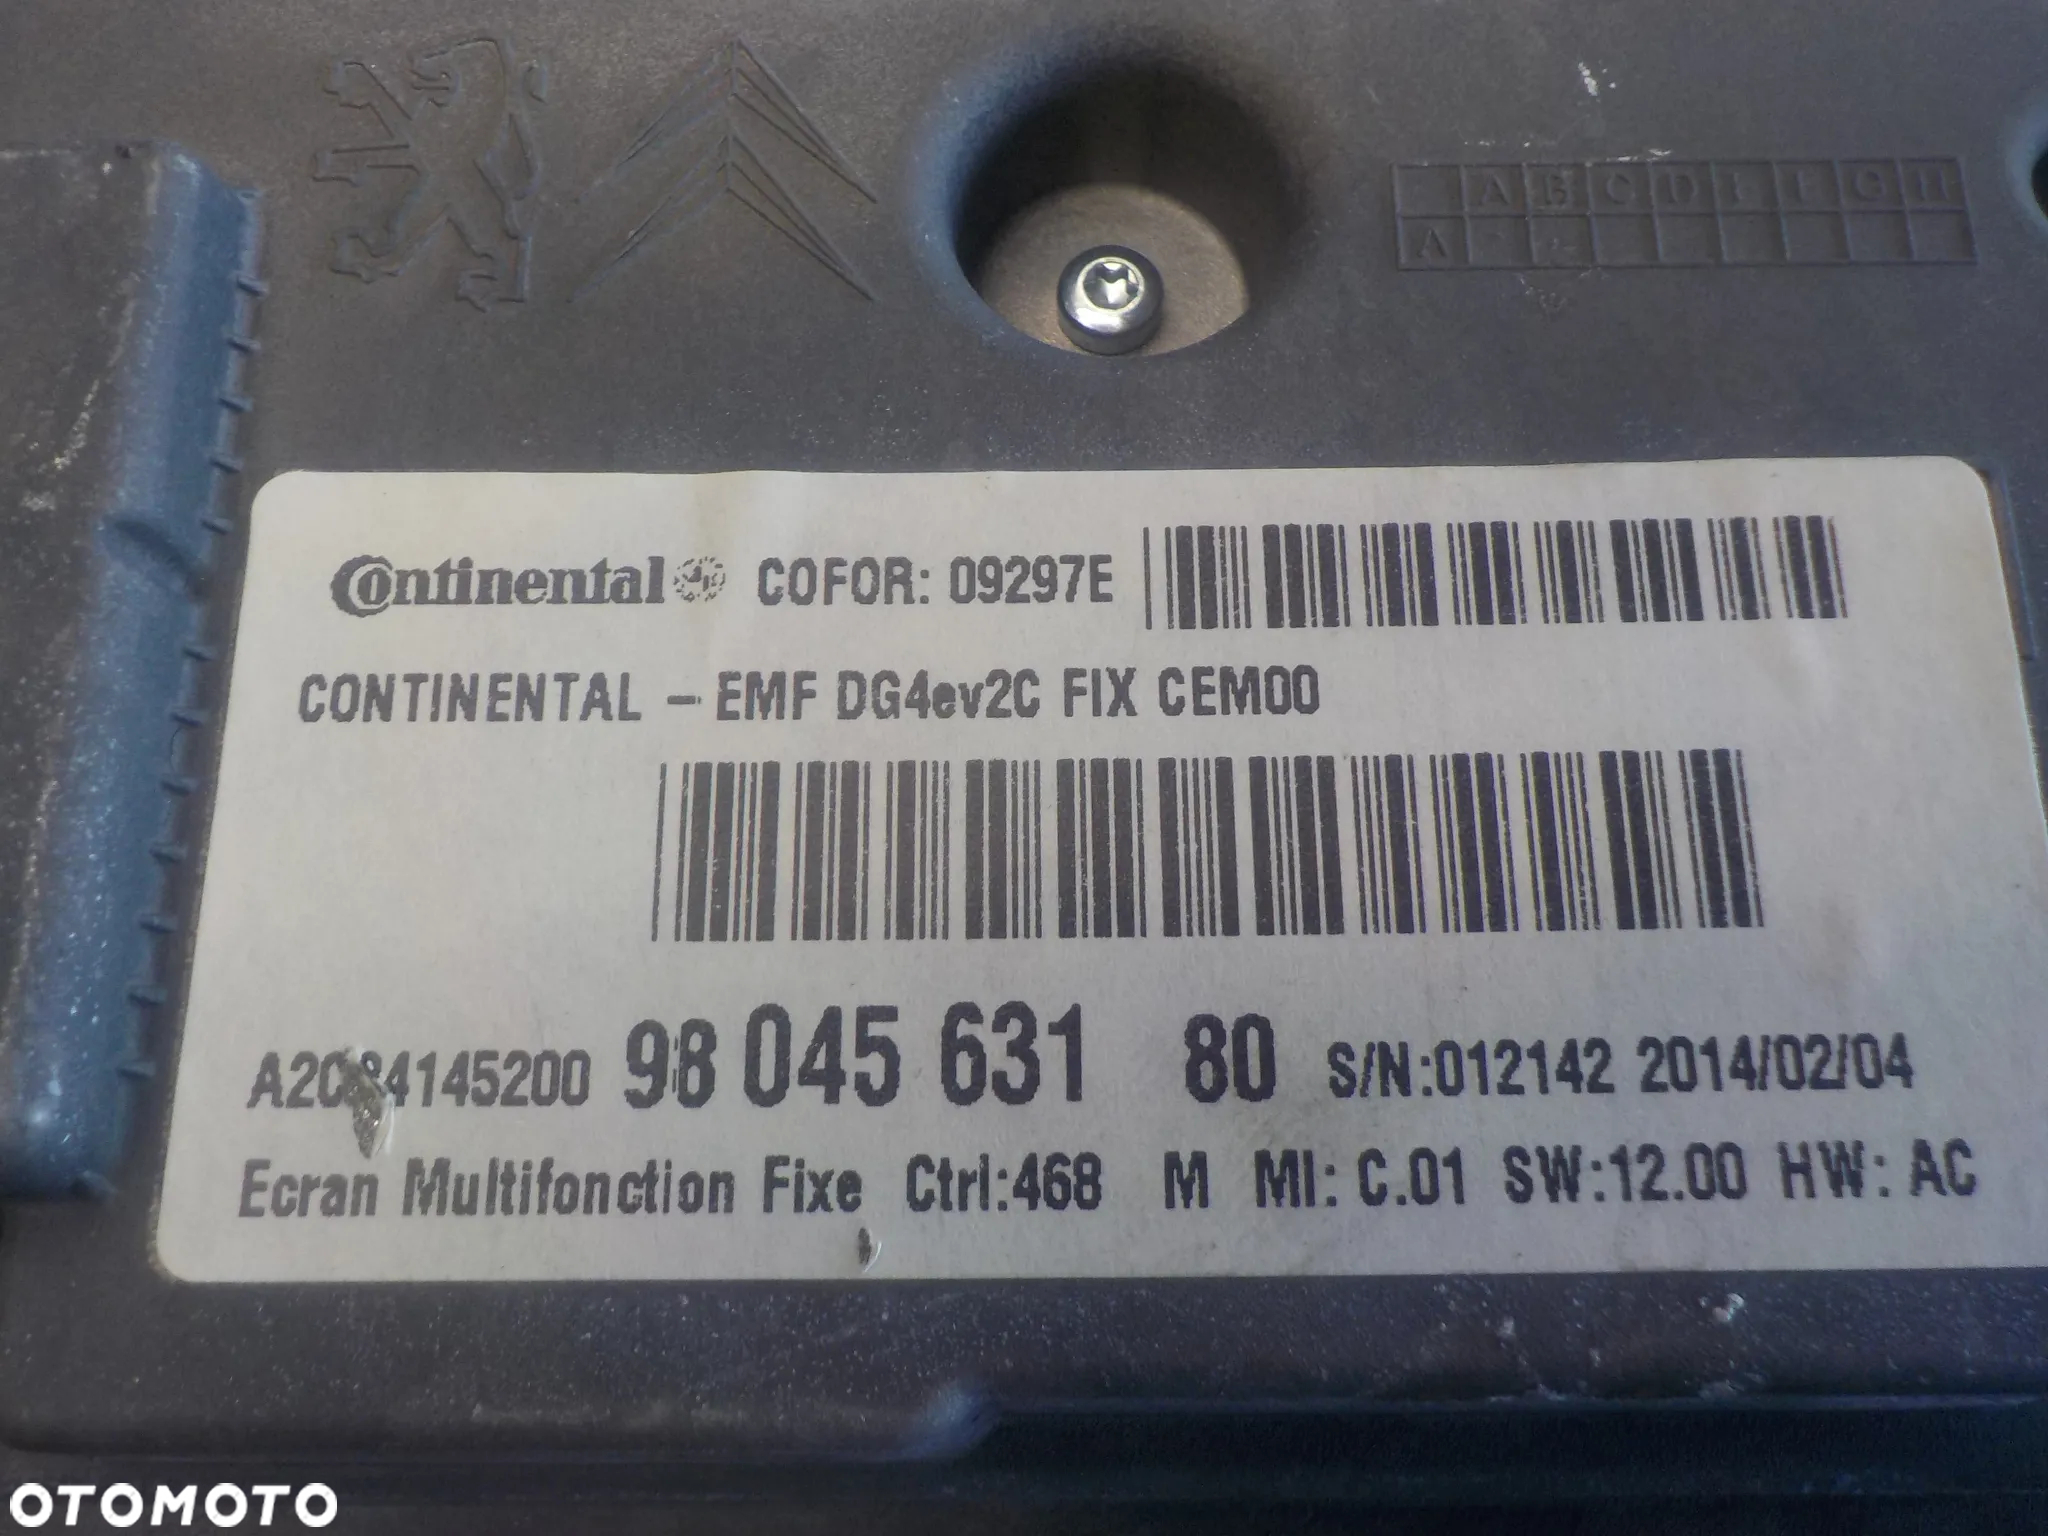 A B C D E F G H
A
Continental COFOR: 09297E
CONTINENTAL - EMF DG4ev2C FIX CEM00
98 045 631 80 S/N:012142 2014/02/04
Ecran Multifonction Fixe Ctrl:468 M MI: C.01 SW:12.00 HW: AC
OTOMOTO